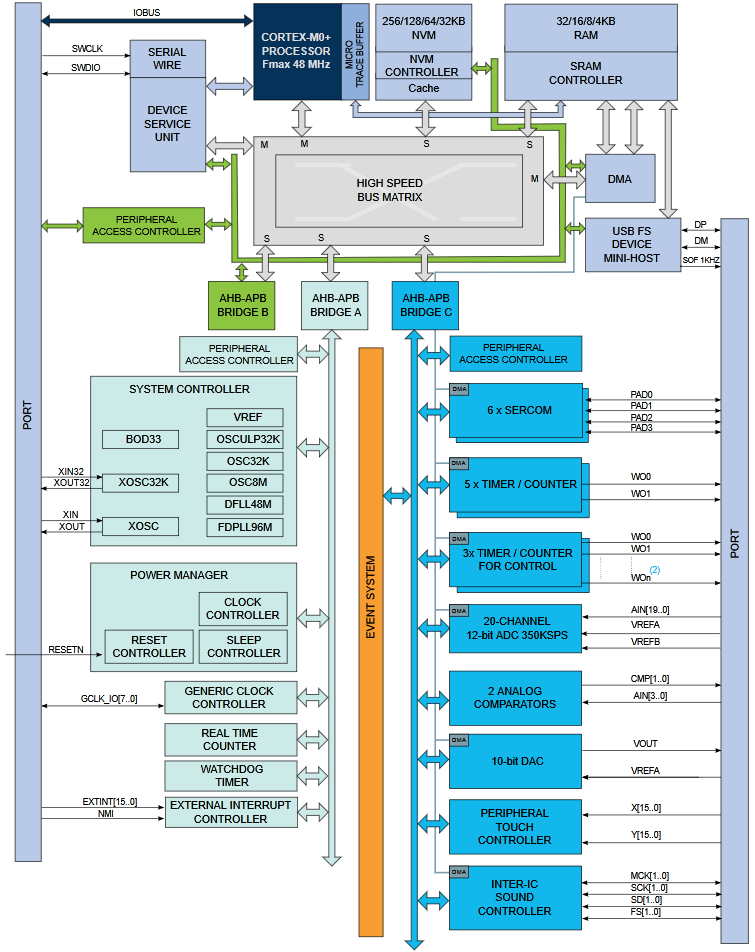 IOBUS
CORTEX-M0+
PROCESSOR
Fmax 48 MHz
MICRO
TRACE BUFFER
256/128/64/32KB
NVM
NVM
CONTROLLER
Cache
32/16/8/4KB
RAM
SRAM
CONTROLLER
SWCLK
SWDIO
SERIAL
WIRE
DEVICE
SERVICE
UNIT
M
M
S
S
M
HIGH SPEED
BUS MATRIX
S
S
S
DMA
PERIPHERAL
ACCESS CONTROLLER
USB FS
DEVICE
MINI-HOST
DP
DM
SOF 1KHZ
AHB-APB
BRIDGE B
AHB-APB
BRIDGE A
AHB-APB
BRIDGE C
PORT
PORT
EVENT SYSTEM
PERIPHERAL
ACCESS CONTROLLER
SYSTEM CONTROLLER
VREF
BOD33
OSCULP32K
OSC32K
XOSC32K
OSC8M
DFLL48M
XOSC
FDPLL96M
XIN32
XOUT32
XIN
XOUT
POWER MANAGER
CLOCK
CONTROLLER
RESET
CONTROLLER
SLEEP
CONTROLLER
RESETN
GCLK_IO[7..0]
GENERIC CLOCK
CONTROLLER
REAL TIME
COUNTER
WATCHDOG
TIMER
EXTINT[15..0]
NMI
EXTERNAL INTERRUPT
CONTROLLER
PERIPHERAL
ACCESS CONTROLLER
DMA
6 x SERCOM
PAD0
PAD1
PAD2
PAD3
DMA
5 x TIMER / COUNTER
WO0
WO1
DMA
3x TIMER / COUNTER
FOR CONTROL
WO0
WO1
(2)
WOn
DMA
20-CHANNEL
12-bit ADC 350KSPS
AIN[19..0]
VREFA
VREFB
2 ANALOG
COMPARATORS
CMP[1..0]
AIN[3..0]
DMA
10-bit DAC
VOUT
VREFA
PERIPHERAL
TOUCH
CONTROLLER
X[15..0]
Y[15..0]
DMA
INTER-IC
SOUND
CONTROLLER
MCK[1..0]
SCK[1..0]
SD[1..0]
FS[1..0]